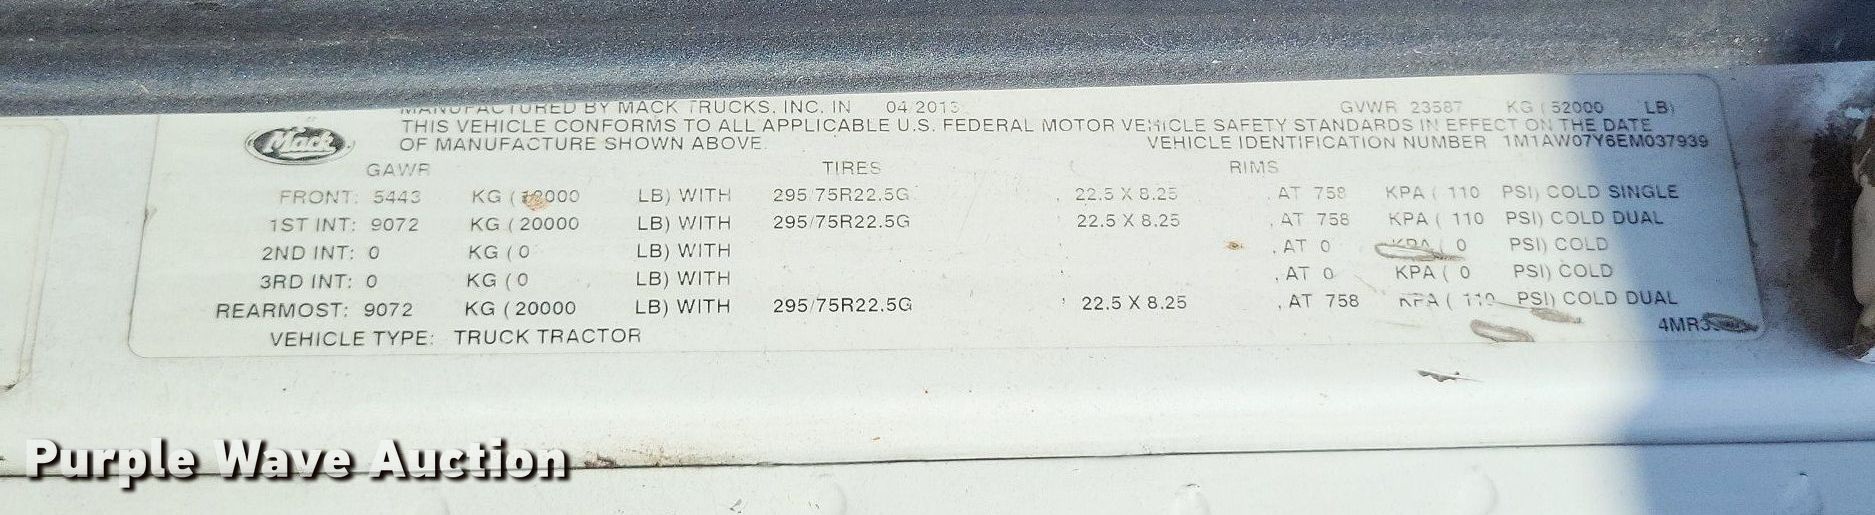 MANUFACTURED BY MACK TRUCKS, INC. IN 04 2013 GVWR 23587 KG (52000 LB)
THIS VEHICLE CONFORMS TO ALL APPLICABLE U.S. FEDERAL MOTOR VEHICLE SAFETY STANDARDS IN EFFECT ON THE DATE
Mack OF MANUFACTURE SHOWN ABOVE. VEHICLE IDENTIFICATION NUMBER 1M1AW07Y6EM037939
GAWR TIRES RIMS
FRONT: 5443 KG (12000 LB) WITH 295/75R22.5G , 22.5 X 8.25 , AT 758 KPA ( 110 PSI) COLD SINGLE
1ST INT: 9072 KG (20000 LB) WITH 295/75R22.5G , 22.5 X 8.25 , AT 758 KPA ( 110 PSI) COLD DUAL
2ND INT: 0 KG (0 LB) WITH , AT 0 KPA ( 0 PSI) COLD
3RD INT: 0 KG (0 LB) WITH , AT 0 KPA ( 0 PSI) COLD
REARMOST: 9072 KG (20000 LB) WITH 295/75R22.5G , 22.5 X 8.25 , AT 758 KPA ( 110 PSI) COLD DUAL
VEHICLE TYPE: TRUCK TRACTOR
Purple Wave Auction